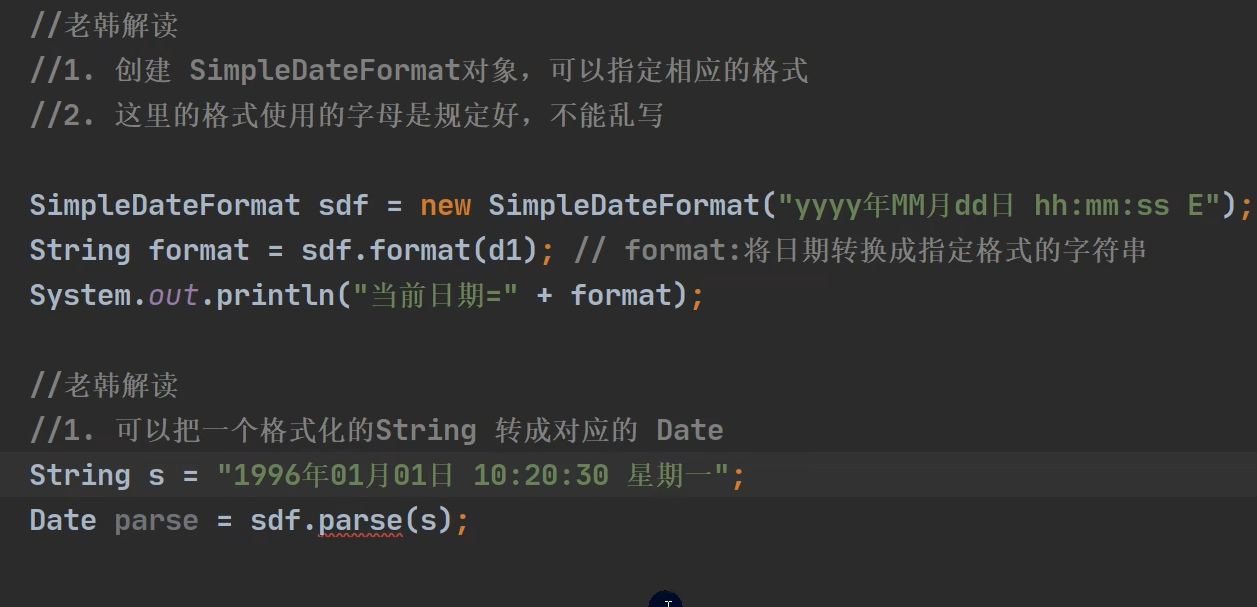 //老韩解读
//1. 创建 SimpleDateFormat对象，可以指定相应的格式
//2. 这里的格式使用的字母是规定好，不能乱写
SimpleDateFormat sdf = new SimpleDateFormat("yyyy年MM月dd日 hh:mm:ss E");
String format = sdf.format(d1); // format:将日期转换成指定格式的字符串
System.out.println("当前日期=" + format);
//老韩解读
//1. 可以把一个格式化的String 转成对应的 Date
String s = "1996年01月01日 10:20:30 星期一";
Date parse = sdf.parse(s);